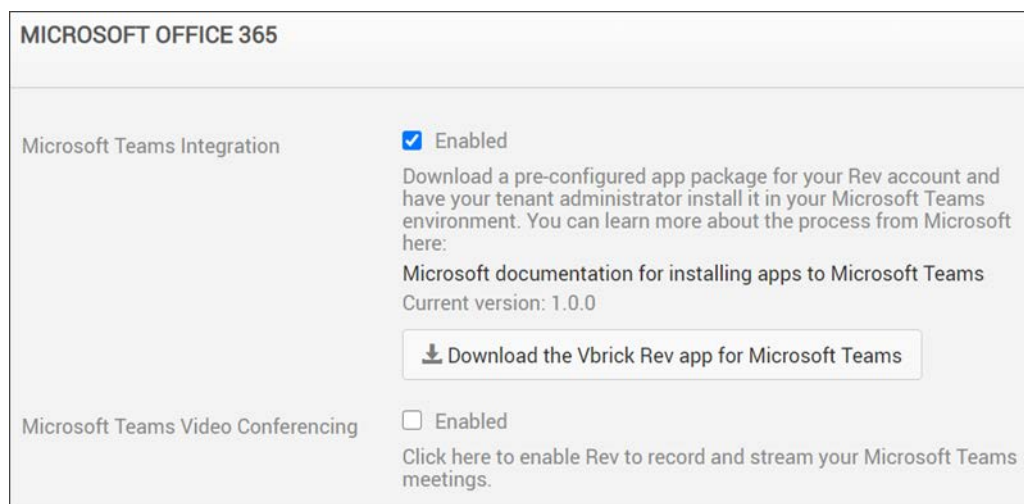 MICROSOFT OFFICE 365
Microsoft Teams Integration
Enabled
Download a pre-configured app package for your Rev account and
have your tenant administrator install it in your Microsoft Teams
environment. You can learn more about the process from Microsoft
here:
Microsoft documentation for installing apps to Microsoft Teams
Current version: 1.0.0
Download the Vbrick Rev app for Microsoft Teams
Microsoft Teams Video Conferencing
Enabled
Click here to enable Rev to record and stream your Microsoft Teams
meetings.